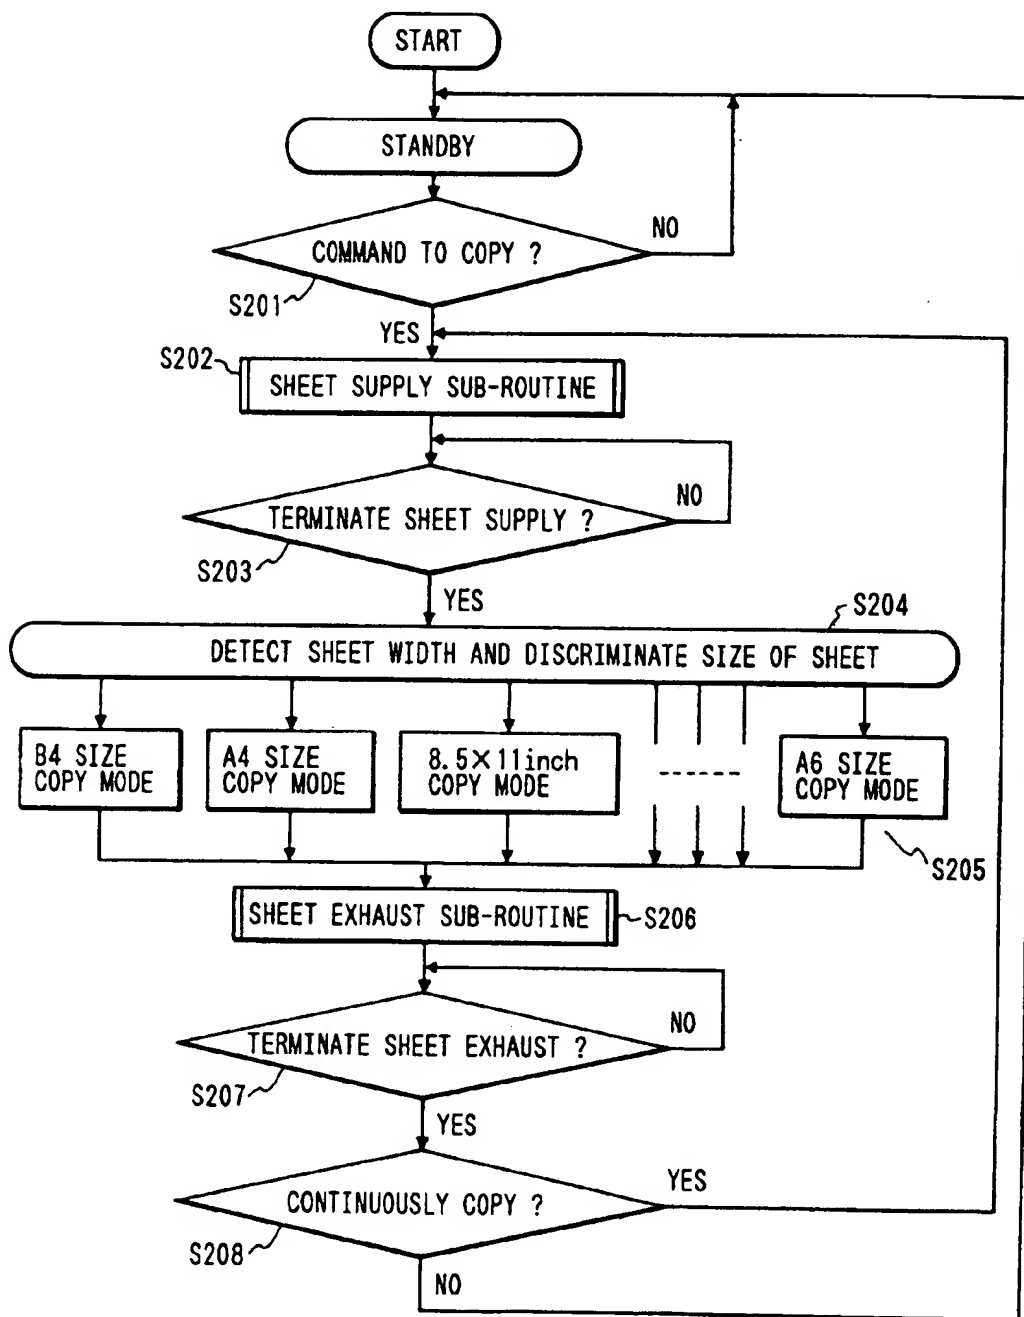 START
STANDBY
COMMAND TO COPY ?
NO
S201
YES
S202
SHEET SUPPLY SUB-ROUTINE
TERMINATE SHEET SUPPLY ?
NO
S203
YES
S204
DETECT SHEET WIDTH AND DISCRIMINATE SIZE OF SHEET
B4 SIZE
COPY MODE
A4 SIZE
COPY MODE
8.5×11inch
COPY MODE
A6 SIZE
COPY MODE
S205
SHEET EXHAUST SUB-ROUTINE
S206
TERMINATE SHEET EXHAUST ?
NO
S207
YES
CONTINUOUSLY COPY ?
YES
S208
NO